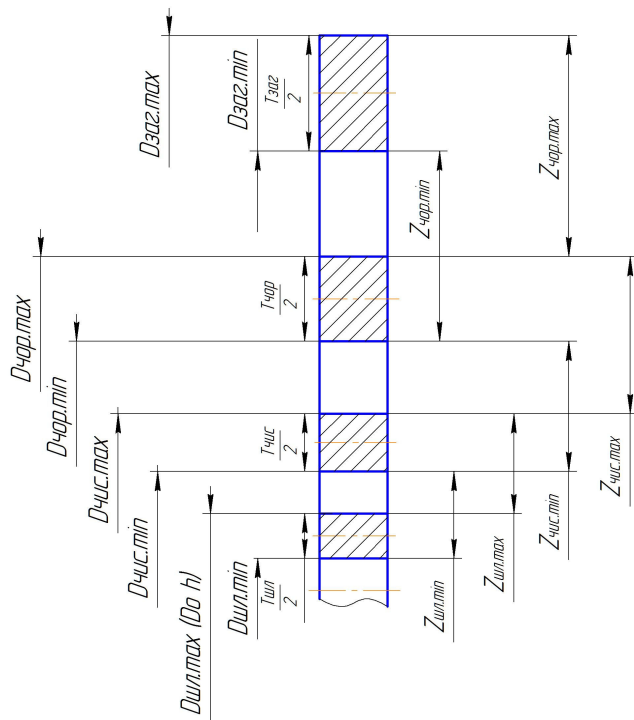 Dзаг.max
Dзаг.min
Tзаг
2
Zчор.max
Zчор.min
Dчор.max
Tчор
2
Dчор.min
Dчис.max
Tчис
2
Zчис.max
Dчис.min
Zчис.min
Zшл.max
Dшл.max (Do h)
Dшл.min
Tшл
2
Zшл.min